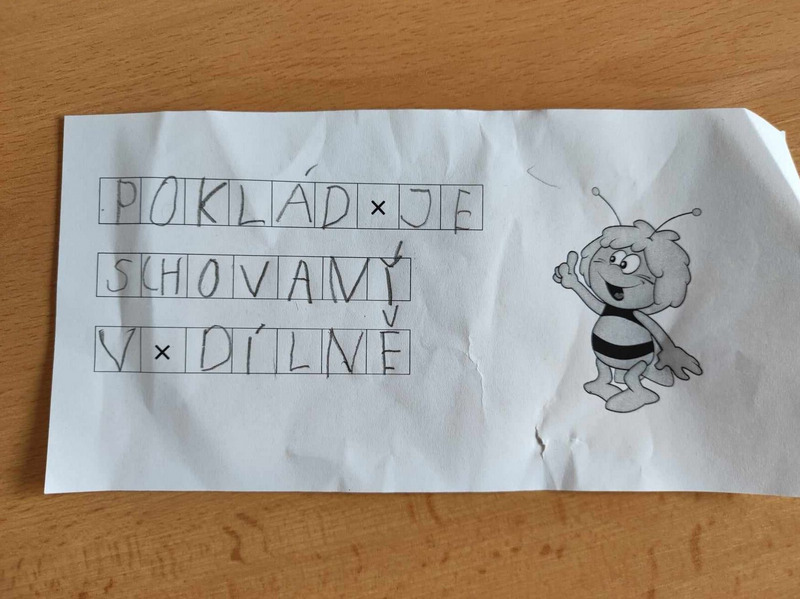 POKLÁD × JE
SCHOVANÝ
V × DÍLNĚ